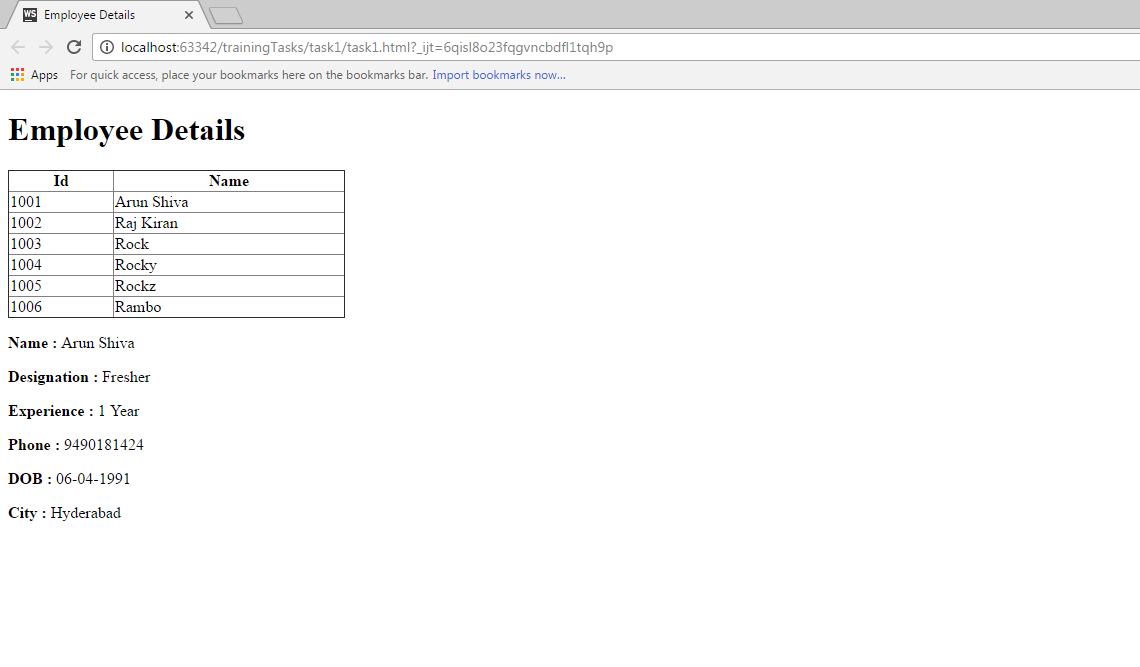 WS Employee Details
localhost:63342/trainingTasks/task1/task1.html?_ijt=6qisl8o23fqgvncbdfl1tqh9p
Apps For quick access, place your bookmarks here on the bookmarks bar. Import bookmarks now...
Employee Details
Id Name
1001 Arun Shiva
1002 Raj Kiran
1003 Rock
1004 Rocky
1005 Rockz
1006 Rambo
Name : Arun Shiva
Designation : Fresher
Experience : 1 Year
Phone : 9490181424
DOB : 06-04-1991
City : Hyderabad